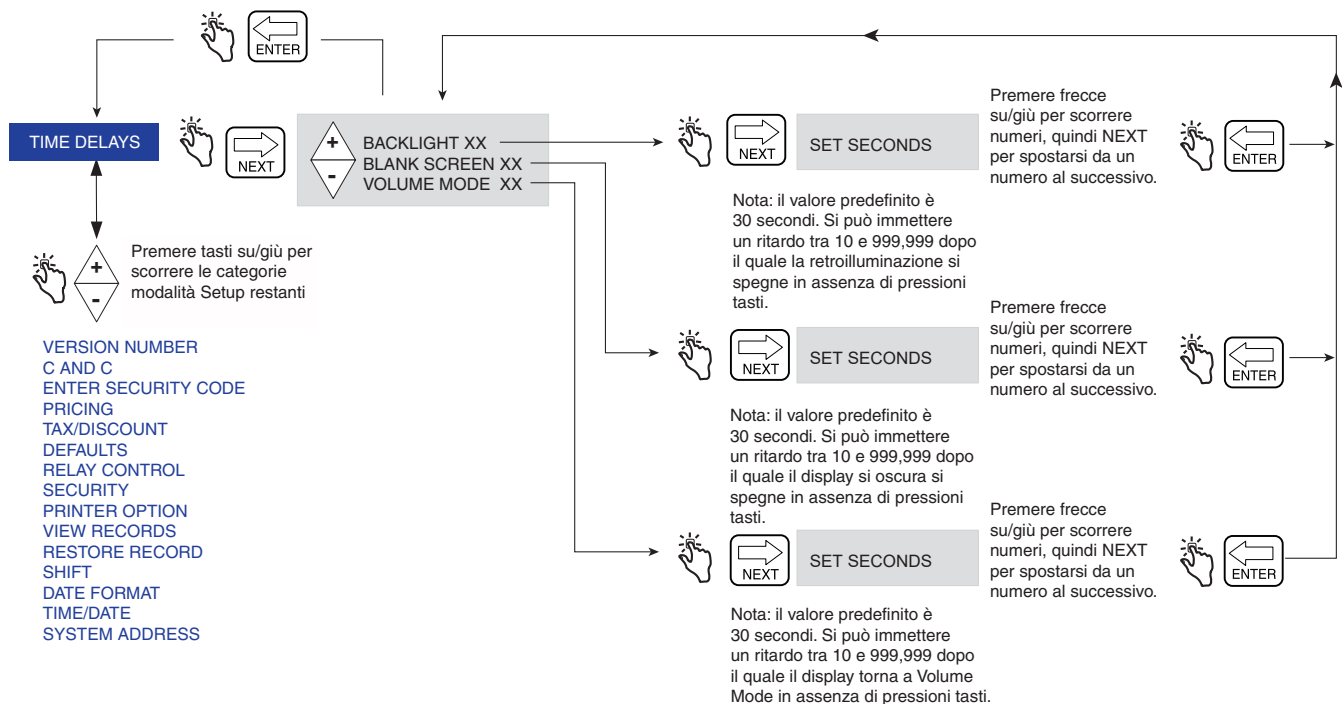 ENTER
TIME DELAYS
NEXT
+
-
BACKLIGHT XX
BLANK SCREEN XX
VOLUME MODE XX
NEXT
SET SECONDS
Premere frecce
su/giù per scorrere
numeri, quindi NEXT
per spostarsi da un
numero al successivo.
ENTER
Nota: il valore predefinito è
30 secondi. Si può immettere
un ritardo tra 10 e 999,999 dopo
il quale la retroilluminazione si
spegne in assenza di pressioni
tasti.
+
-
Premere tasti su/giù per
scorrere le categorie
modalità Setup restanti
VERSION NUMBER
C AND C
ENTER SECURITY CODE
PRICING
TAX/DISCOUNT
DEFAULTS
RELAY CONTROL
SECURITY
PRINTER OPTION
VIEW RECORDS
RESTORE RECORD
SHIFT
DATE FORMAT
TIME/DATE
SYSTEM ADDRESS
NEXT
SET SECONDS
Premere frecce
su/giù per scorrere
numeri, quindi NEXT
per spostarsi da un
numero al successivo.
ENTER
Nota: il valore predefinito è
30 secondi. Si può immettere
un ritardo tra 10 e 999,999 dopo
il quale il display si oscura si
spegne in assenza di pressioni
tasti.
NEXT
SET SECONDS
Premere frecce
su/giù per scorrere
numeri, quindi NEXT
per spostarsi da un
numero al successivo.
ENTER
Nota: il valore predefinito è
30 secondi. Si può immettere
un ritardo tra 10 e 999,999 dopo
il quale il display torna a Volume
Mode in assenza di pressioni tasti.